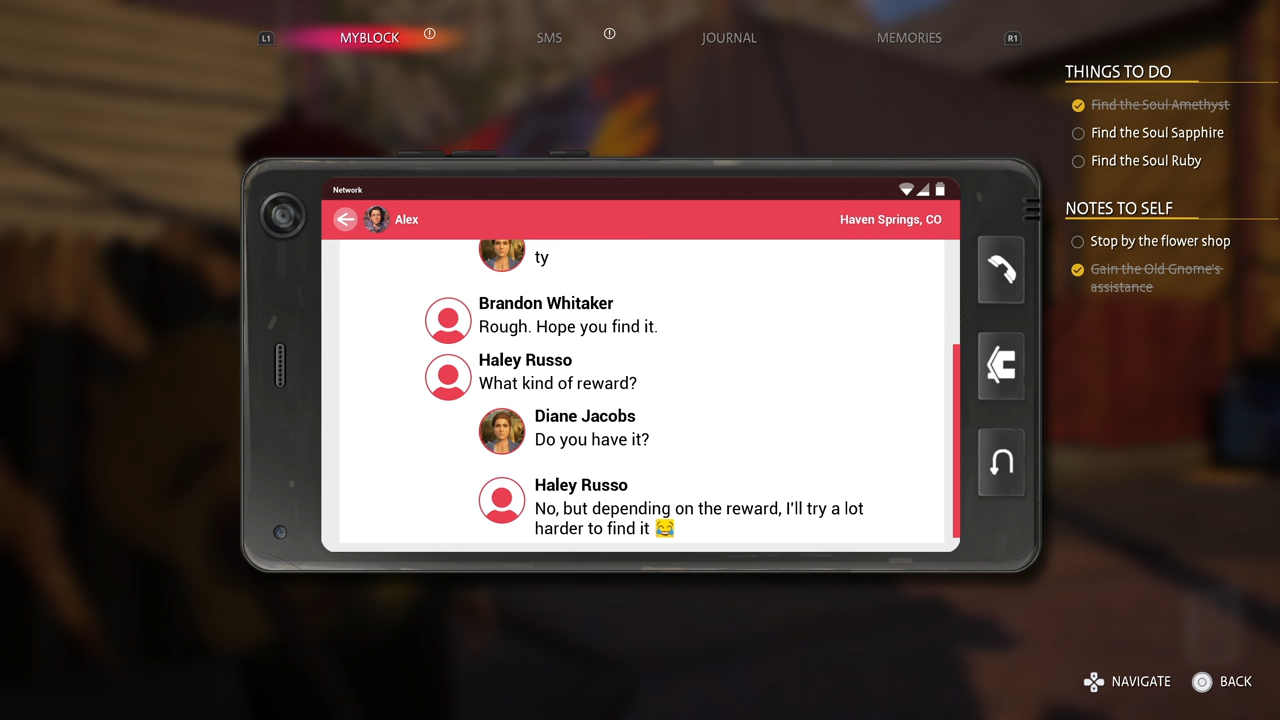 L1
MYBLOCK
SMS
JOURNAL
MEMORIES
R1
THINGS TO DO
Find the Soul Amethyst
Find the Soul Sapphire
Find the Soul Ruby
NOTES TO SELF
Stop by the flower shop
Gain the Old Gnome's
assistance
Network
Alex
Haven Springs, CO
ty
Brandon Whitaker
Rough. Hope you find it.
Haley Russo
What kind of reward?
Diane Jacobs
Do you have it?
Haley Russo
No, but depending on the reward, I'll try a lot
harder to find it 😂
NAVIGATE
BACK